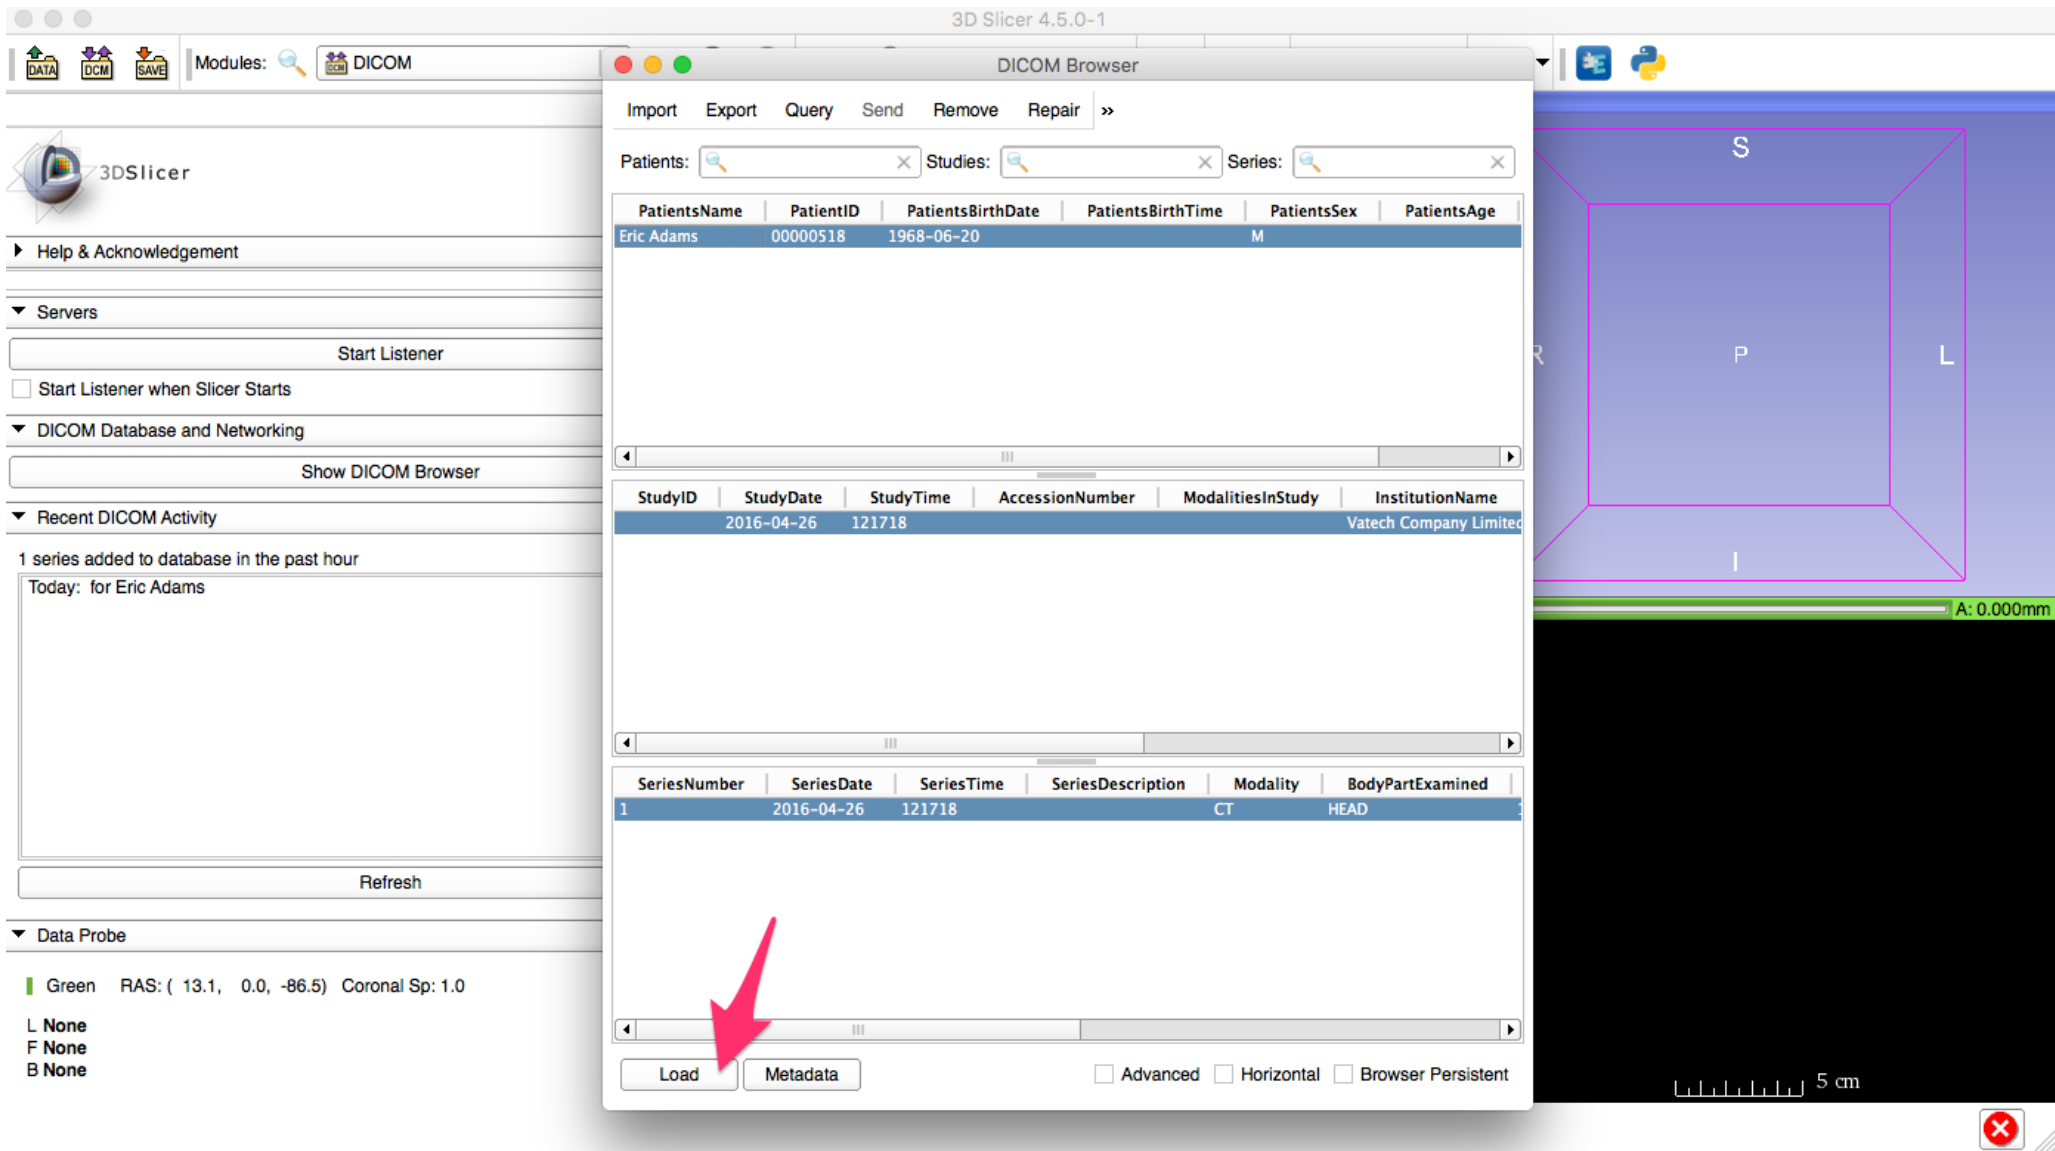 3D Slicer 4.5.0-1
DATA DCM SAVE Modules: DCM DICOM
DICOM Browser
Import Export Query Send Remove Repair »
Patients: Studies: Series:
3DSlicer
PatientsName PatientID PatientsBirthDate PatientsBirthTime PatientsSex PatientsAge
Eric Adams 00000518 1968-06-20 M
Help & Acknowledgement
Servers
Start Listener
Start Listener when Slicer Starts
DICOM Database and Networking
Show DICOM Browser
Recent DICOM Activity
1 series added to database in the past hour
Today: for Eric Adams
Refresh
Data Probe
Green RAS: ( 13.1, 0.0, -86.5) Coronal Sp: 1.0
L None
F None
B None
StudyID StudyDate StudyTime AccessionNumber ModalitiesInStudy InstitutionName
2016-04-26 121718 Vatech Company Limited
SeriesNumber SeriesDate SeriesTime SeriesDescription Modality BodyPartExamined
1 2016-04-26 121718 CT HEAD
Load Metadata Advanced Horizontal Browser Persistent
S
R P L
I
A: 0.000mm
5 cm